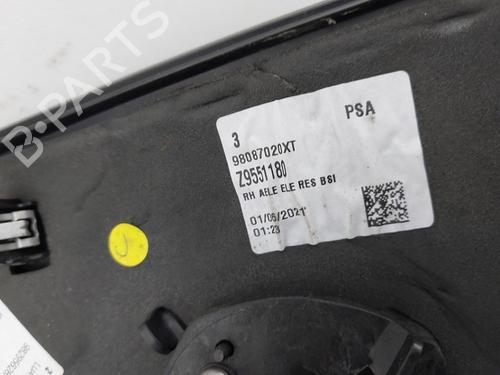 3 PSA
98087020XT
Z9551180
RH AELE ELE RES BSI
01/06/2021
01:23
B-PARTS